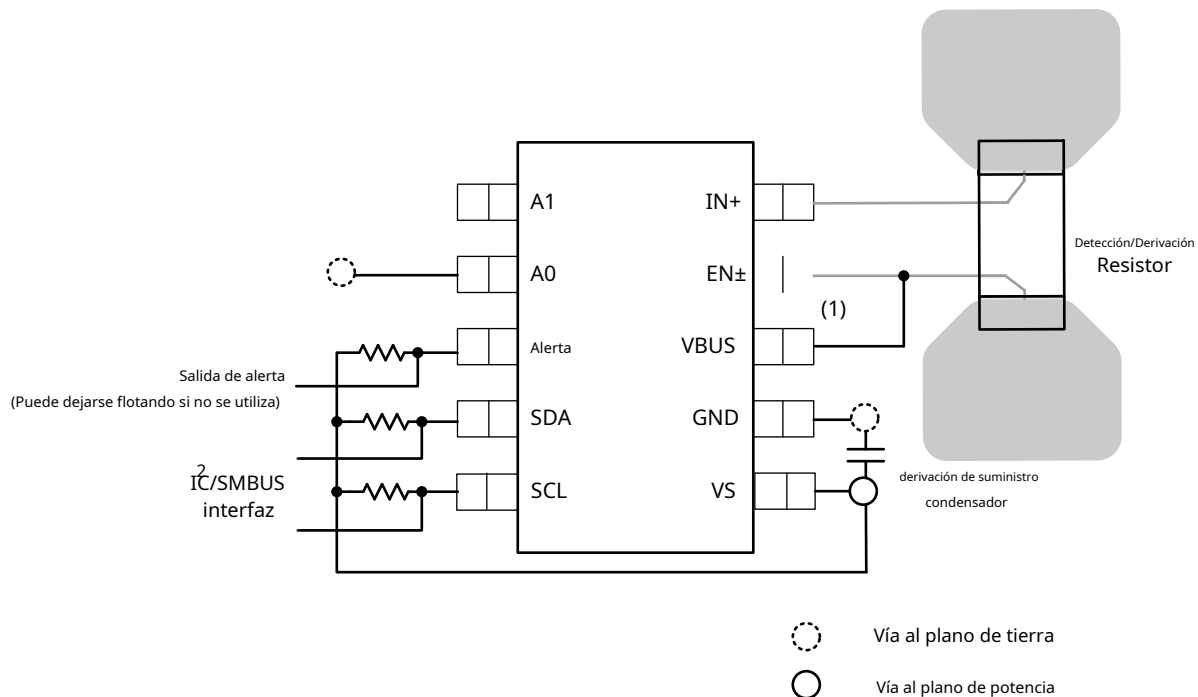 A1
IN+
A0
EN±
Detección/Derivación
Resistor
(1)
Alerta
VBUS
Salida de alerta
(Puede dejarse flotando si no se utiliza)
SDA
GND
I2C/SMBUS
interfaz
SCL
VS
derivación de suministro
condensador
Vía al plano de tierra
Vía al plano de potencia